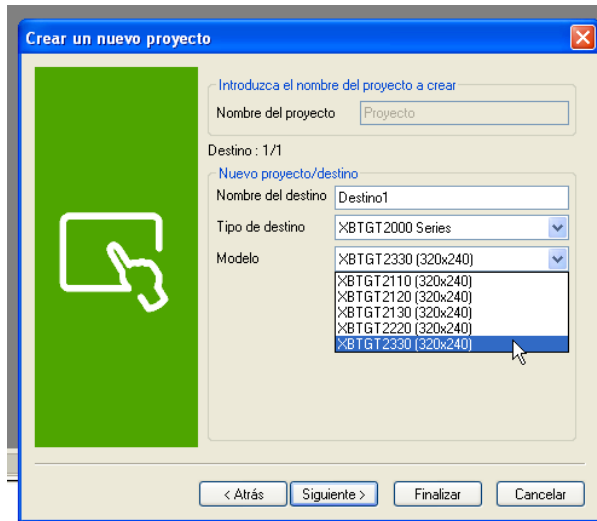 Crear un nuevo proyecto
Introduzca el nombre del proyecto a crear
Nombre del proyecto Proyecto
Destino : 1/1
Nuevo proyecto/destino
Nombre del destino Destino1
Tipo de destino XBTGT2000 Series
Modelo XBTGT2330 (320x240)
XBTGT2110 (320x240)
XBTGT2120 (320x240)
XBTGT2130 (320x240)
XBTGT2220 (320x240)
XBTGT2330 (320x240)
< Atrás Siguiente > Finalizar Cancelar